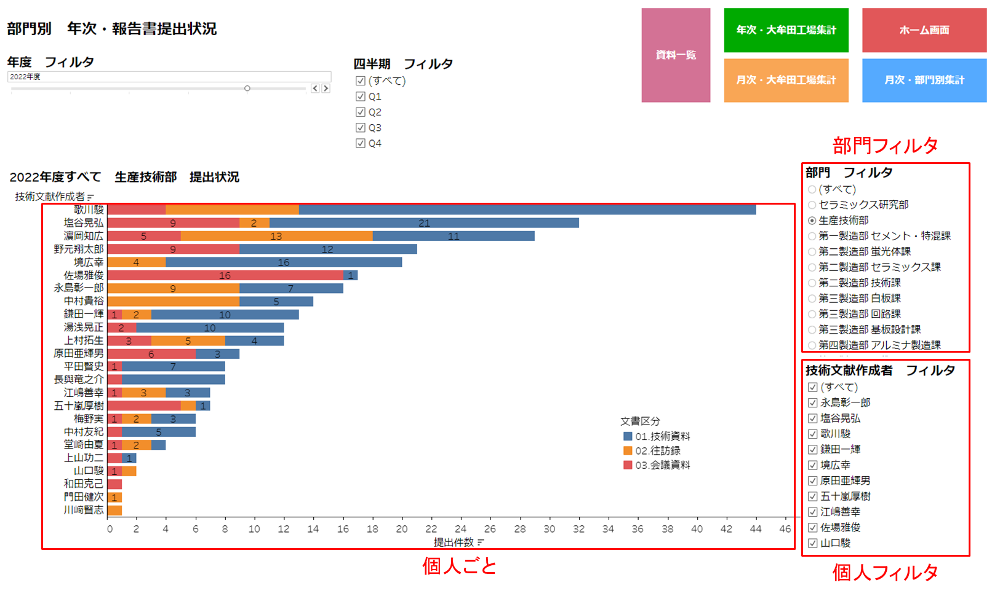 部門別　年次・報告書提出状況
資料一覧
年次・大牟田工場集計
ホーム画面
月次・大牟田工場集計
月次・部門別集計
年度　フィルタ
2022年度
四半期　フィルタ
(すべて)
Q1
Q2
Q3
Q4
部門フィルタ
2022年度すべて　生産技術部　提出状況
技術文献作成者
歌川駿
塩谷晃弘 9 2 21
濵岡知広 5 13 11
野元翔太郎 9 12
境広幸 4 16
佐場雅俊 16 1
永島彰一郎 9 7
中村貴裕 5
鎌田一輝 1 2 10
湯浅晃正 2 10
上村拓生 3 5 4
原田亜輝男 6 3
平田賢史 1 7
長與竜之介
江嶋善幸 1 3 3
五十嵐厚樹 1
梅野実 1 2 3
中村友紀 5
堂崎由夏 1 2
上山功二 1
山口駿 1
和田克己
門田健次 1
川﨑賢志
0 2 4 6 8 10 12 14 16 18 20 22 24 26 28 30 32 34 36 38 40 42 44 46
提出件数
文書区分
01.技術資料
02.往訪録
03.会議資料
個人ごと
部門　フィルタ
(すべて)
セラミックス研究部
生産技術部
第一製造部 セメント・特混課
第二製造部 蛍光体課
第二製造部 セラミックス課
第二製造部 技術課
第三製造部 白板課
第三製造部 回路課
第三製造部 基板設計課
第四製造部 アルミナ製造課
技術文献作成者　フィルタ
(すべて)
永島彰一郎
塩谷晃弘
歌川駿
鎌田一輝
境広幸
原田亜輝男
五十嵐厚樹
江嶋善幸
佐場雅俊
山口駿
個人フィルタ